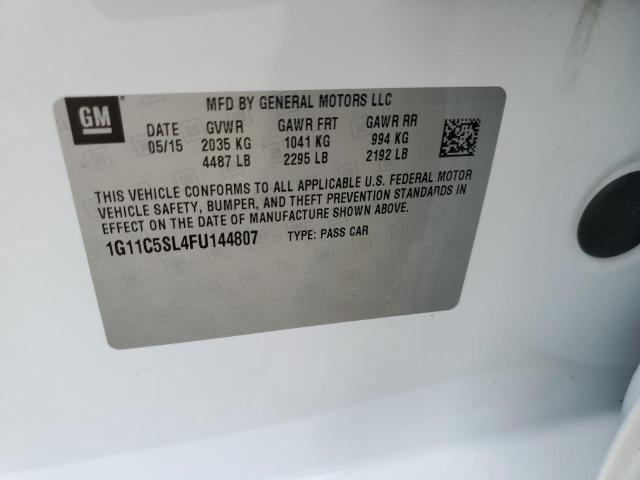 GM
MFD BY GENERAL MOTORS LLC
DATE GVWR GAWR FRT GAWR RR
05/15 2035 KG 1041 KG 994 KG
4487 LB 2295 LB 2192 LB
THIS VEHICLE CONFORMS TO ALL APPLICABLE U.S. FEDERAL MOTOR
VEHICLE SAFETY, BUMPER, AND THEFT PREVENTION STANDARDS IN
EFFECT ON THE DATE OF MANUFACTURE SHOWN ABOVE.
1G11C5SL4FU144807 TYPE: PASS CAR